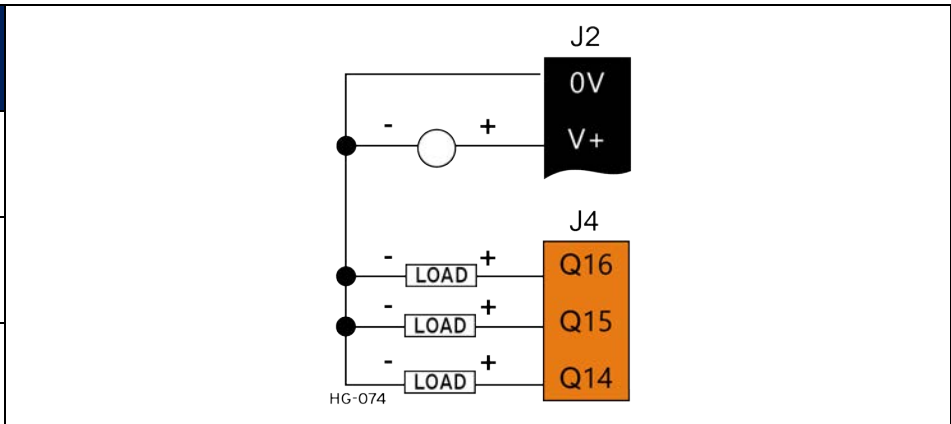 J2
0V
- +
V+
J4
- LOAD + Q16
- LOAD + Q15
- LOAD + Q14
HG-074